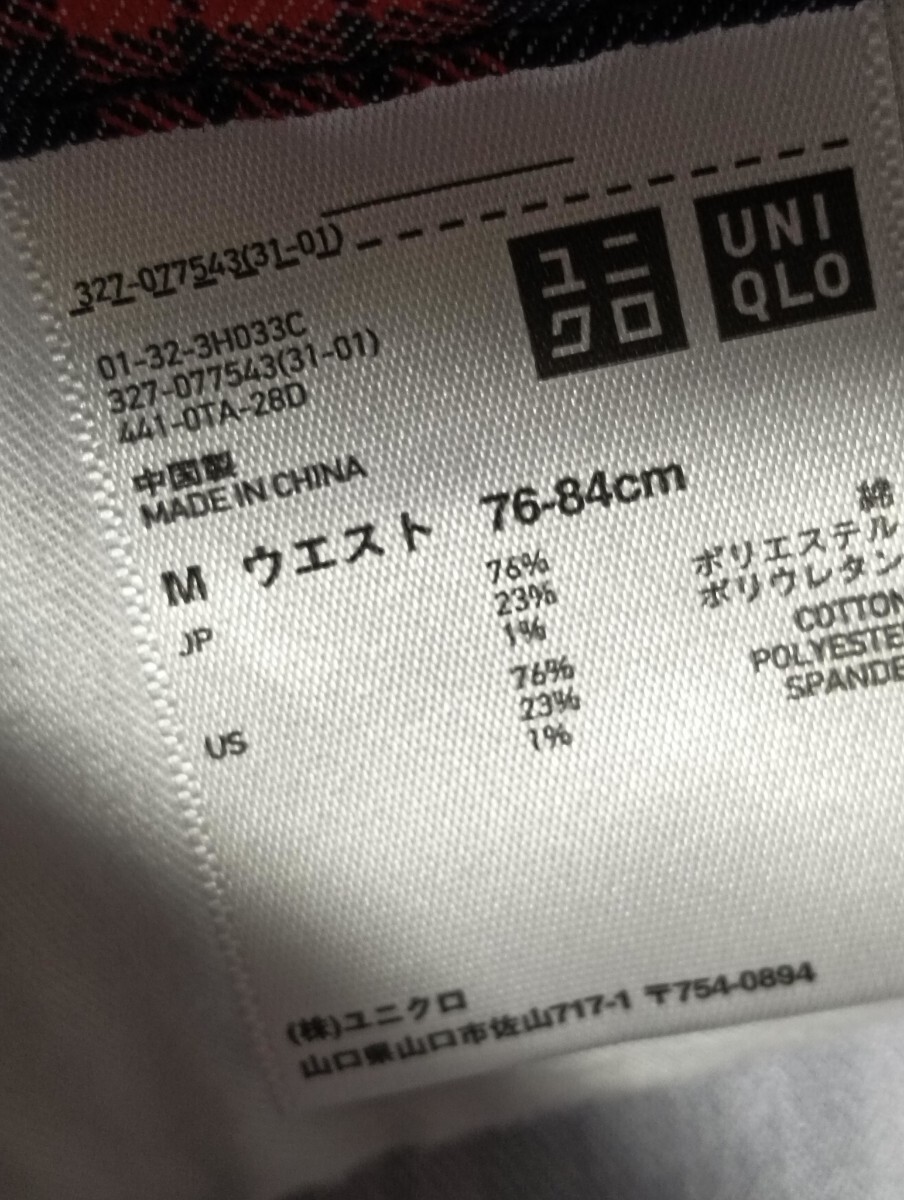 327-077543(31-01)
ユニ
クロ
UNI
QLO
01-32-3H033C
327-077543(31-01)
441-0TA-28D
中国製
MADE IN CHINA
M ウエスト 76-84cm
JP 76% 綿
23% ポリエステル
1% ポリウレタン
US 76% COTTON
23% POLYESTE
1% SPANDE
(株)ユニクロ
山口県山口市佐山717-1 〒754-0894